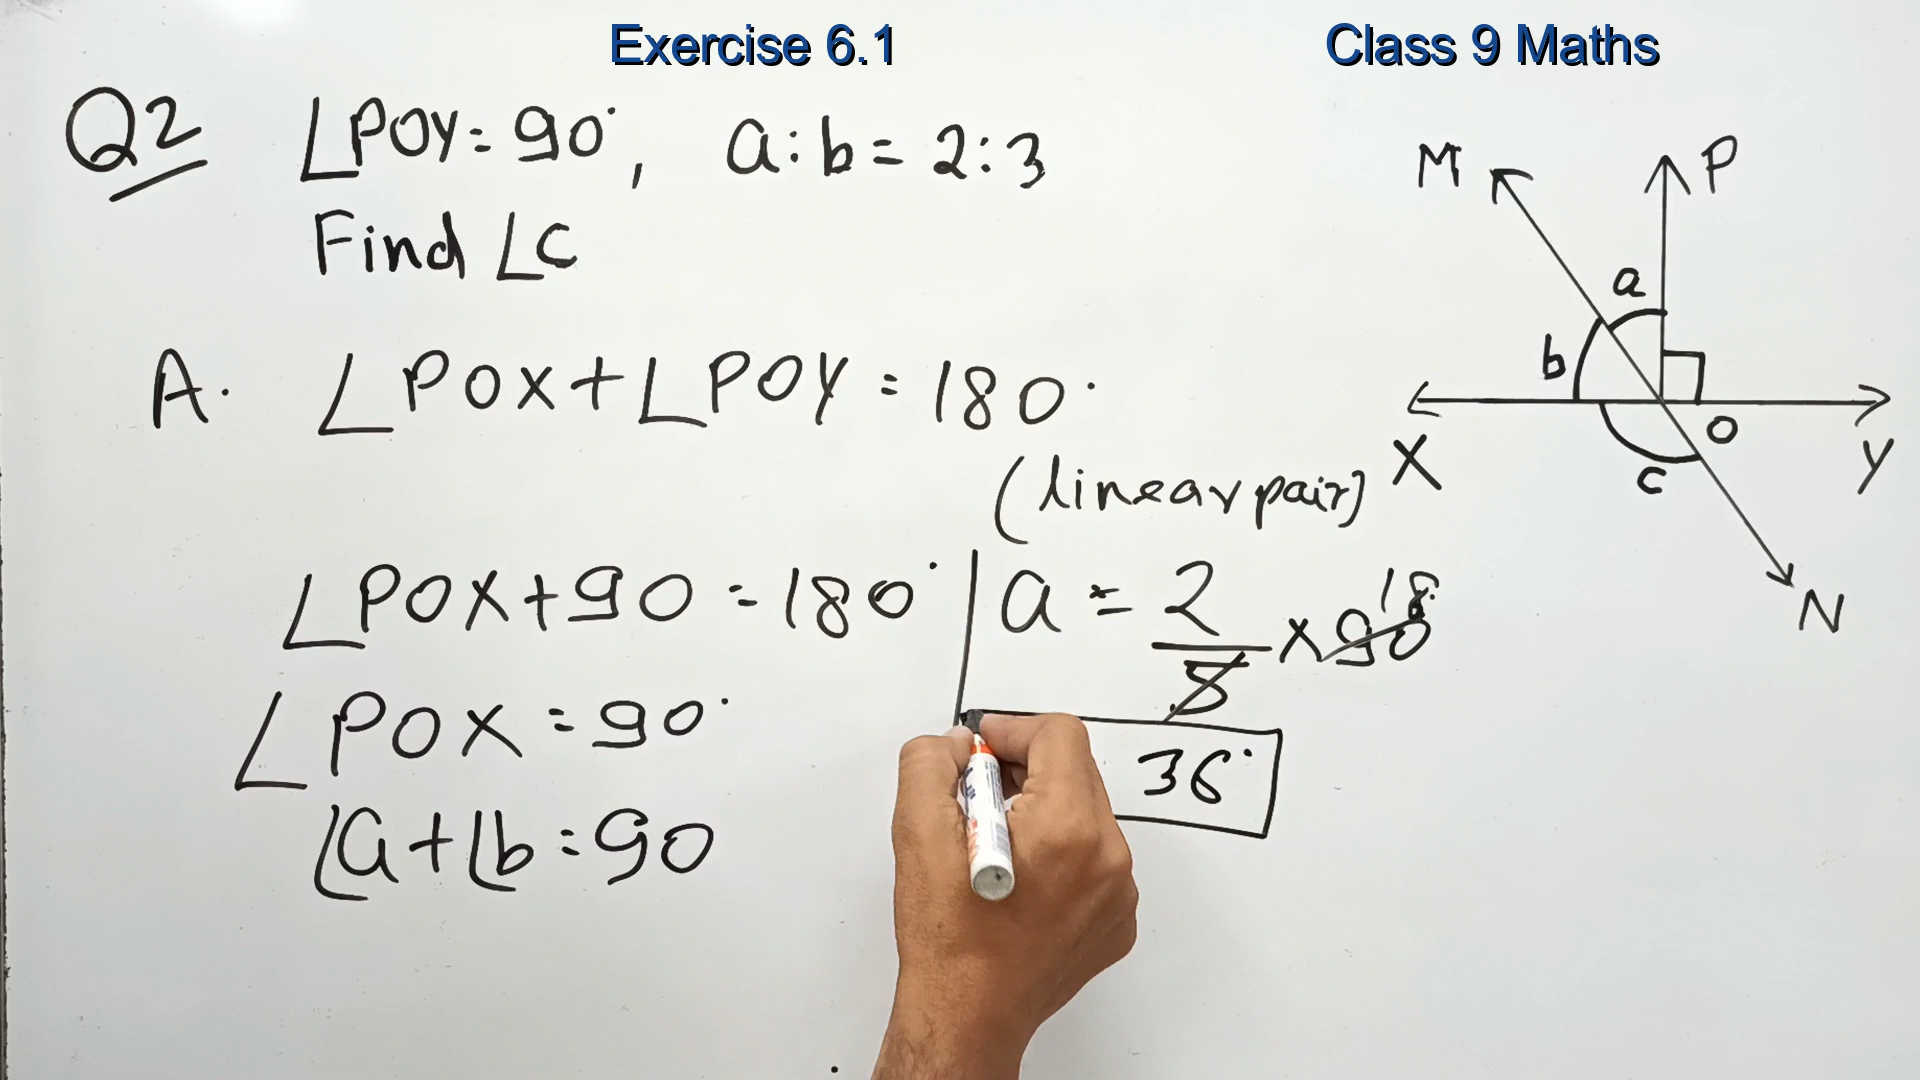 Exercise 6.1
Class 9 Maths
Q2 ∠POY = 90°, a:b = 2:3
Find ∠C
A. ∠POX + ∠POY = 180°
(linear pair)
∠POX + 90 = 180°
∠POX = 90°
∠a + ∠b = 90
a = 2/5 × 90 18
36°
M
P
a
b
X
O
Y
c
N